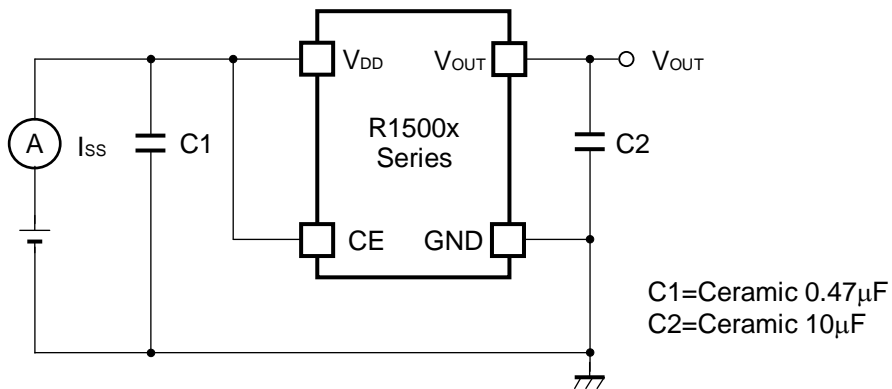 VDD
VOUT
VOUT
R1500x
Series
A
ISS
C1
C2
CE
GND
C1=Ceramic 0.47μF
C2=Ceramic 10μF